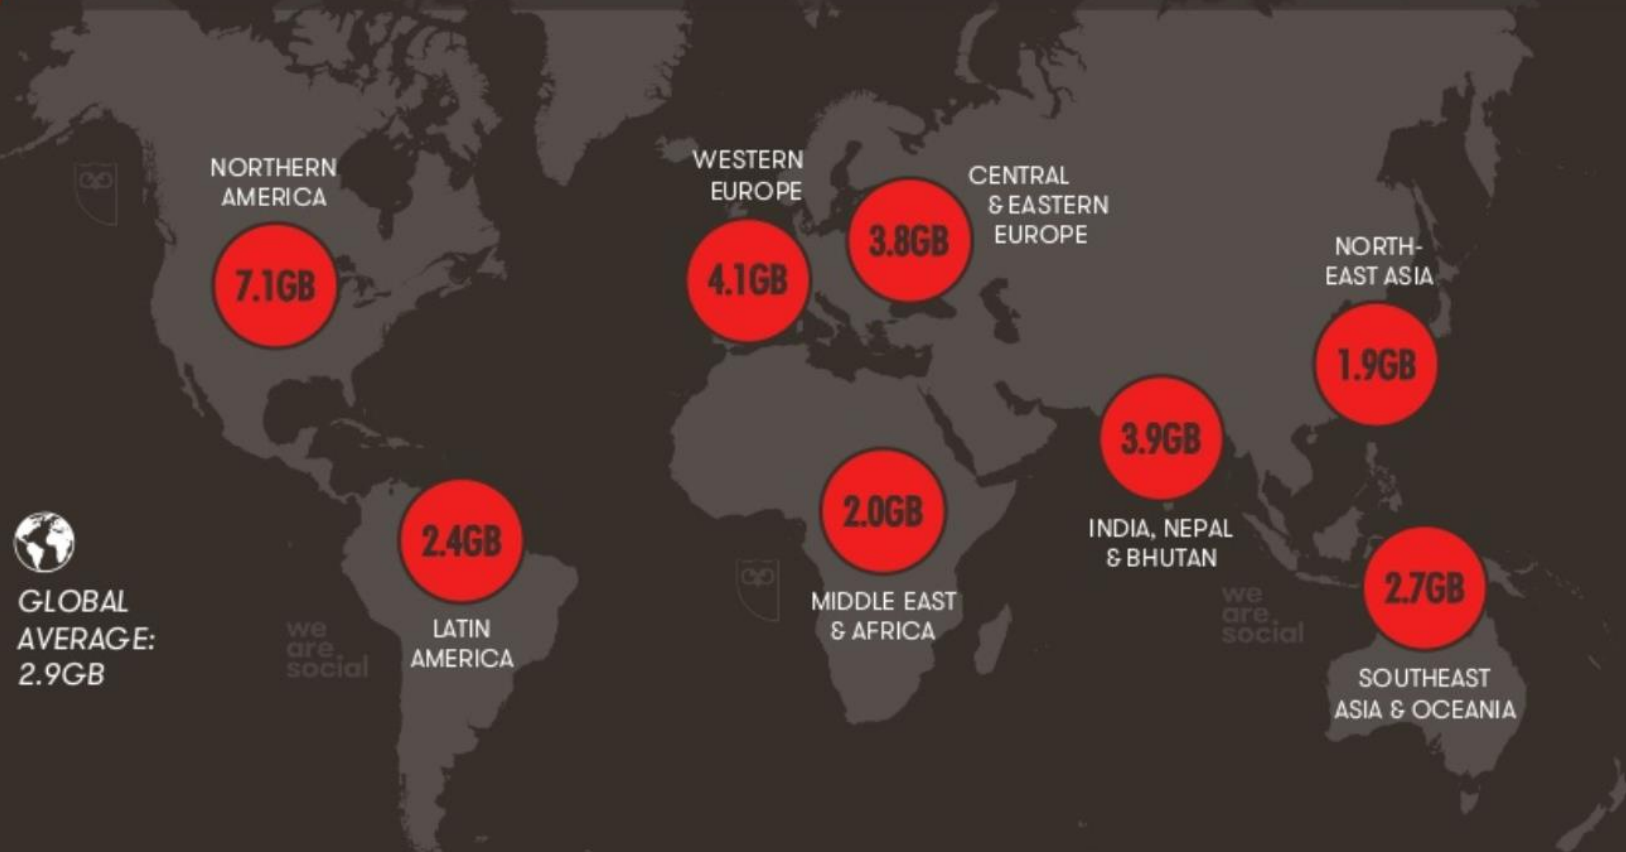 NORTHERN
AMERICA
7.1GB
WESTERN
EUROPE
4.1GB
CENTRAL
& EASTERN
EUROPE
3.8GB
NORTH-
EAST ASIA
1.9GB
3.9GB
INDIA, NEPAL
& BHUTAN
2.4GB
LATIN
AMERICA
2.0GB
MIDDLE EAST
& AFRICA
2.7GB
SOUTHEAST
ASIA & OCEANIA
GLOBAL
AVERAGE:
2.9GB
we
are.
social
we
are.
social